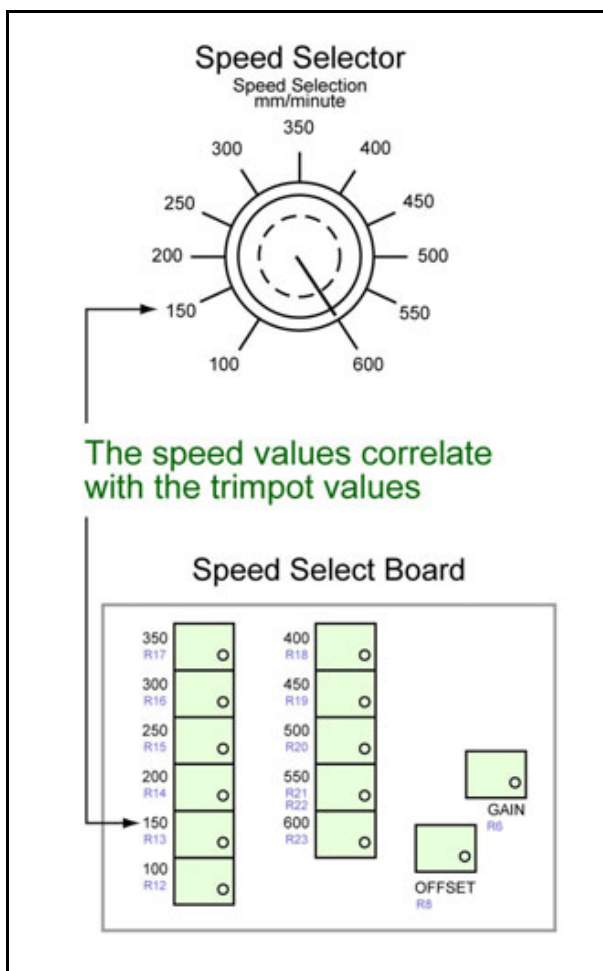 Speed Selector
Speed Selection
mm/minute
350
300
400
250
450
200
500
150
550
100
600
The speed values correlate
with the trimpot values
Speed Select Board
350
R17
400
R18
300
R16
450
R19
250
R15
500
R20
200
R14
550
R21
R22
150
R13
600
R23
100
R12
GAIN
R6
OFFSET
R8